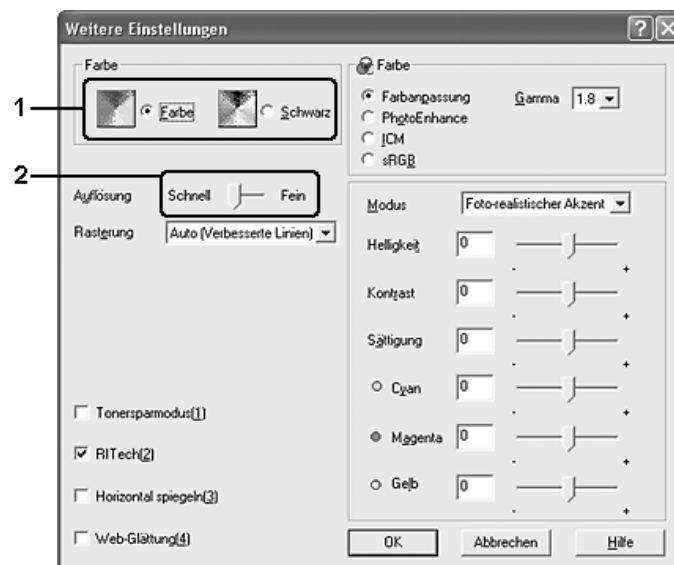 Weitere Einstellungen
Farbe
1
Farbe
Schwarz
2
Auflösung
Schnell
Fein
Rasterung
Auto (Verbesserte Linien)
Tonersparmodus(1)
RITech(2)
Horizontal spiegeln(3)
Web-Glättung(4)
Farbe
Farbanpassung
Gamma
1.8
PhotoEnhance
ICM
sRGB
Modus
Foto-realistischer Akzent
Helligkeit
0
- +
Kontrast
0
- +
Sättigung
0
- +
Cyan
0
- +
Magenta
0
- +
Gelb
0
- +
OK
Abbrechen
Hilfe